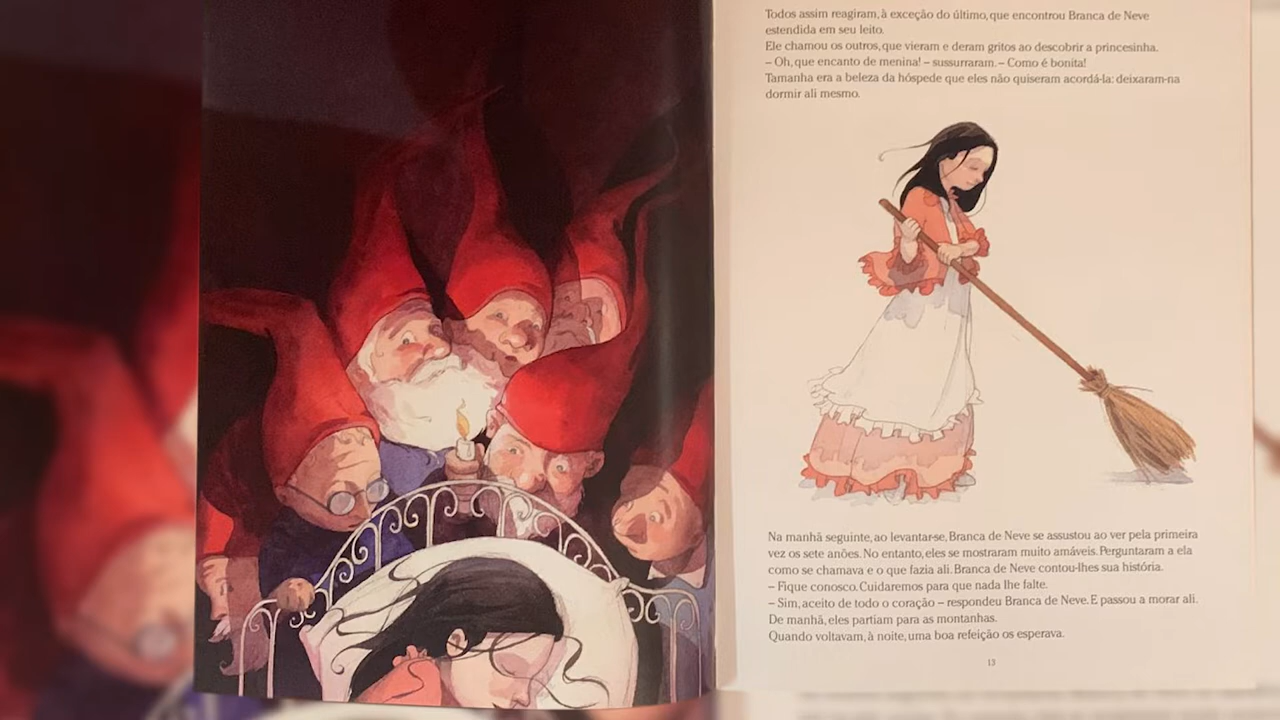 Todos assim reagiram, à exceção do último, que encontrou Branca de Neve
estendida em seu leito.
Ele chamou os outros, que vieram e deram gritos ao descobrir a princesinha.
– Oh, que encanto de menina! – sussurraram. – Como é bonita!
Tamanha era a beleza da hóspede que eles não quiseram acordá-la: deixaram-na
dormir ali mesmo.
Na manhã seguinte, ao levantar-se, Branca de Neve se assustou ao ver pela primeira
vez os sete anões. No entanto, eles se mostraram muito amáveis. Perguntaram a ela
como se chamava e o que fazia ali. Branca de Neve contou-lhes sua história.
– Fique conosco. Cuidaremos para que nada lhe falte.
– Sim, aceito de todo o coração – respondeu Branca de Neve. E passou a morar ali.
De manhã, eles partiam para as montanhas.
Quando voltavam, à noite, uma boa refeição os esperava.
13